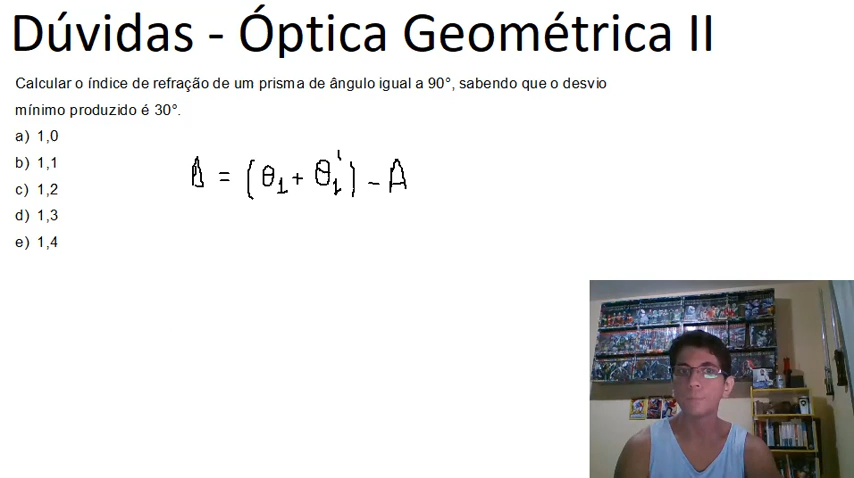 Dúvidas - Óptica Geométrica II
Calcular o índice de refração de um prisma de ângulo igual a 90°, sabendo que o desvio
mínimo produzido é 30°.
a) 1,0
b) 1,1
c) 1,2
d) 1,3
e) 1,4
Δ = (θ1 + θ1') - A